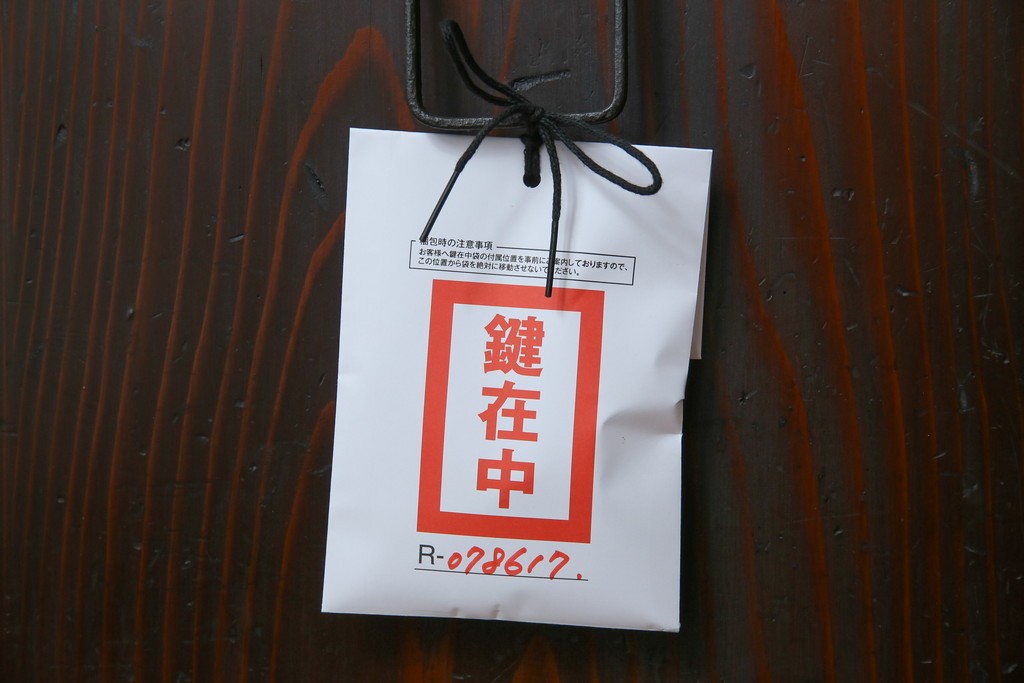 梱包時の注意事項
お客様へ鍵在中袋の付属位置を事前にご案内しておりますので、
この位置から袋を絶対に移動させないでください。
鍵在中
R-078617.